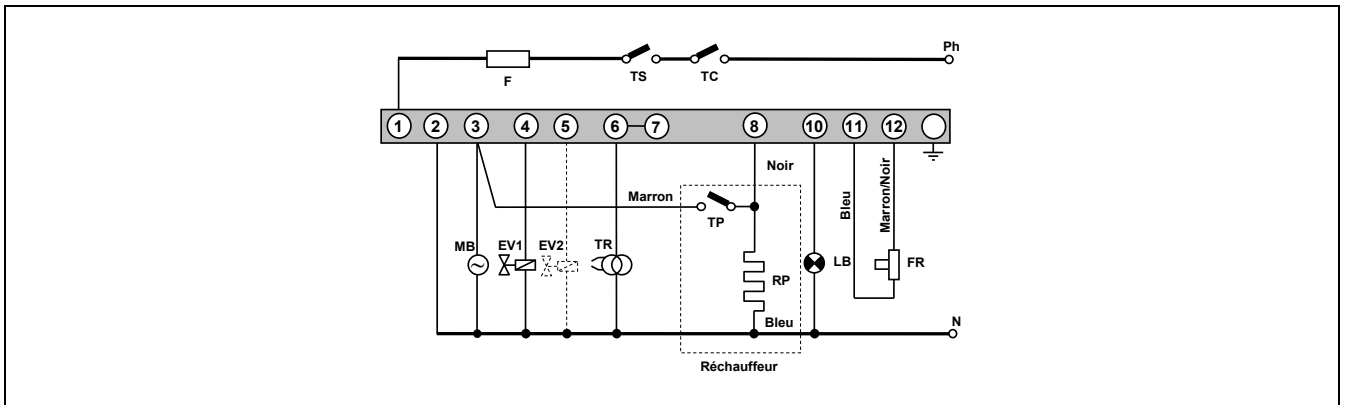 Ph
F
TS
TC
1 2 3 4 5 6 7 8 10 11 12
Noir
Marron
Bleu
Marron/Noir
TP
MB
EV1
EV2
TR
RP
LB
FR
Bleu
N
Réchauffeur